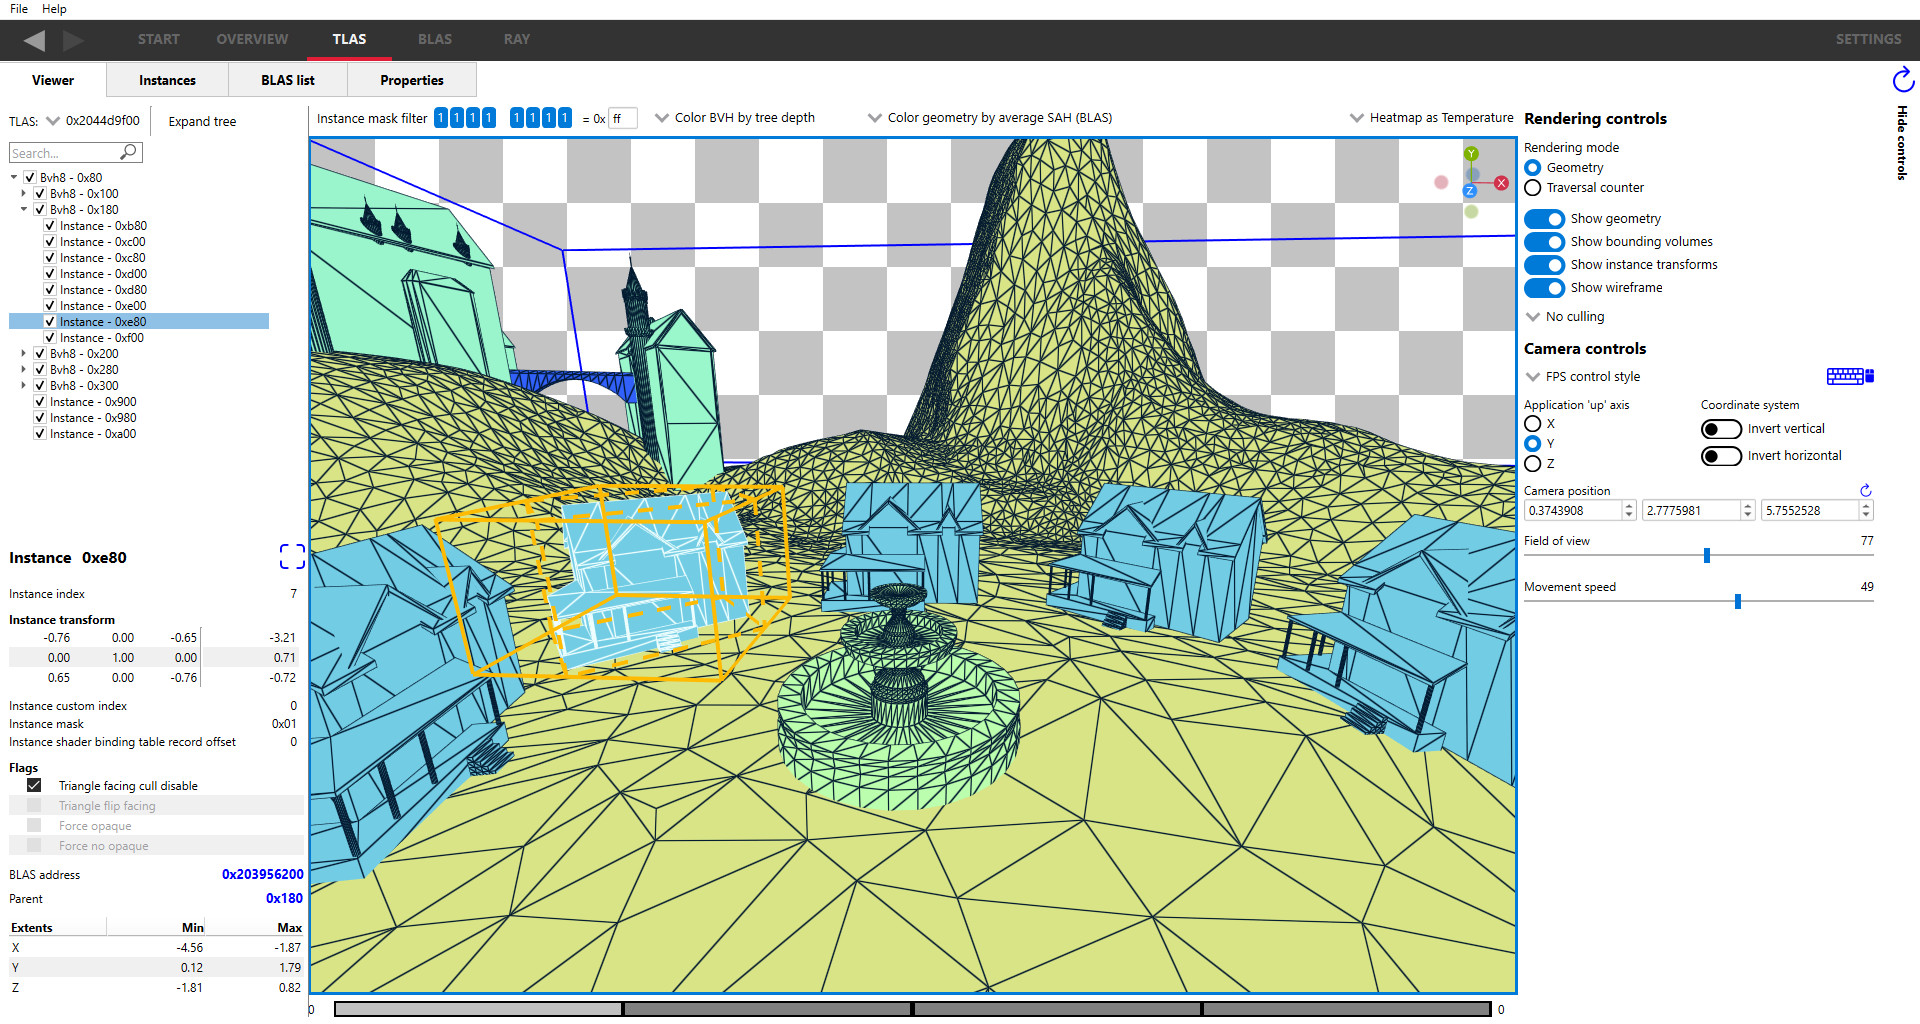 File Help
START OVERVIEW TLAS BLAS RAY SETTINGS
Viewer Instances BLAS list Properties
TLAS: 0x2044d9f00 Expand tree
Search...
Bvh8 - 0x80
Bvh8 - 0x100
Bvh8 - 0x180
Instance - 0xb80
Instance - 0xc00
Instance - 0xc80
Instance - 0xd00
Instance - 0xd80
Instance - 0xe00
Instance - 0xe80
Instance - 0xf00
Bvh8 - 0x200
Bvh8 - 0x280
Bvh8 - 0x300
Instance - 0x900
Instance - 0x980
Instance - 0xa00
Instance 0xe80
Instance index 7
Instance transform
-0.76 0.00 -0.65 -3.21
0.00 1.00 0.00 0.71
0.65 0.00 -0.76 -0.72
Instance custom index 0
Instance mask 0x01
Instance shader binding table record offset 0
Flags
Triangle facing cull disable
Triangle flip facing
Force opaque
Force no opaque
BLAS address 0x203956200
Parent 0x180
Extents Min Max
X -4.56 -1.87
Y 0.12 1.79
Z -1.81 0.82
Instance mask filter 1 1 1 1 1 1 1 1 = 0x ff Color BVH by tree depth Color geometry by average SAH (BLAS) Heatmap as Temperature
Y
X
Z
0 0
Rendering controls
Rendering mode
Geometry
Traversal counter
Show geometry
Show bounding volumes
Show instance transforms
Show wireframe
No culling
Camera controls
FPS control style
Application 'up' axis Coordinate system
X Invert vertical
Y
Z Invert horizontal
Camera position
0.3743908 2.7775981 5.7552528
Field of view 77
Movement speed 49
Hide controls